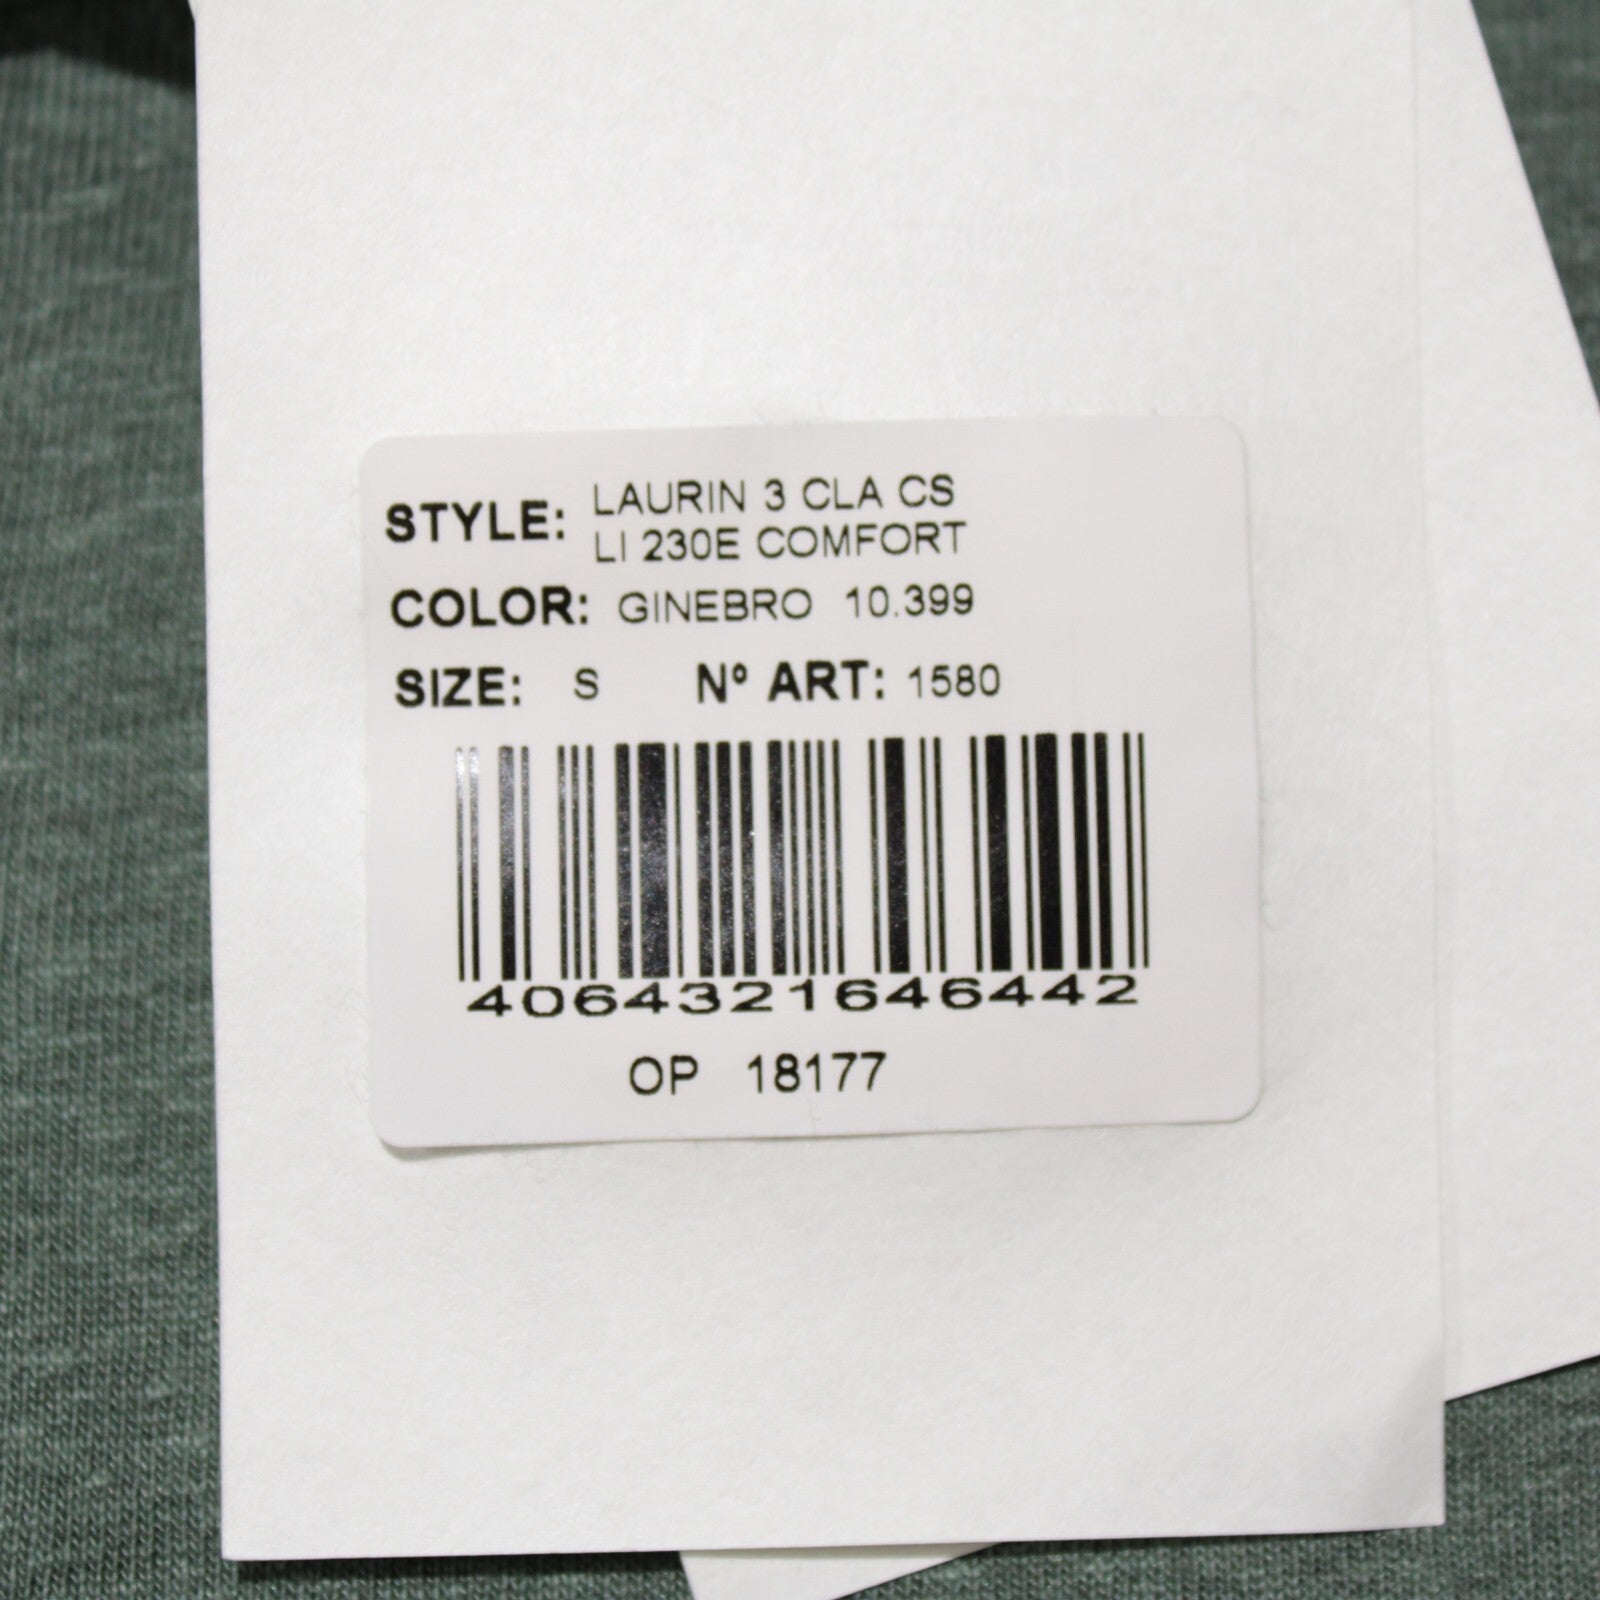 STYLE: LAURIN 3 CLA CS
LI 230E COMFORT
COLOR: GINEBRO 10.399
SIZE: S Nº ART: 1580
4064321646442
OP 18177